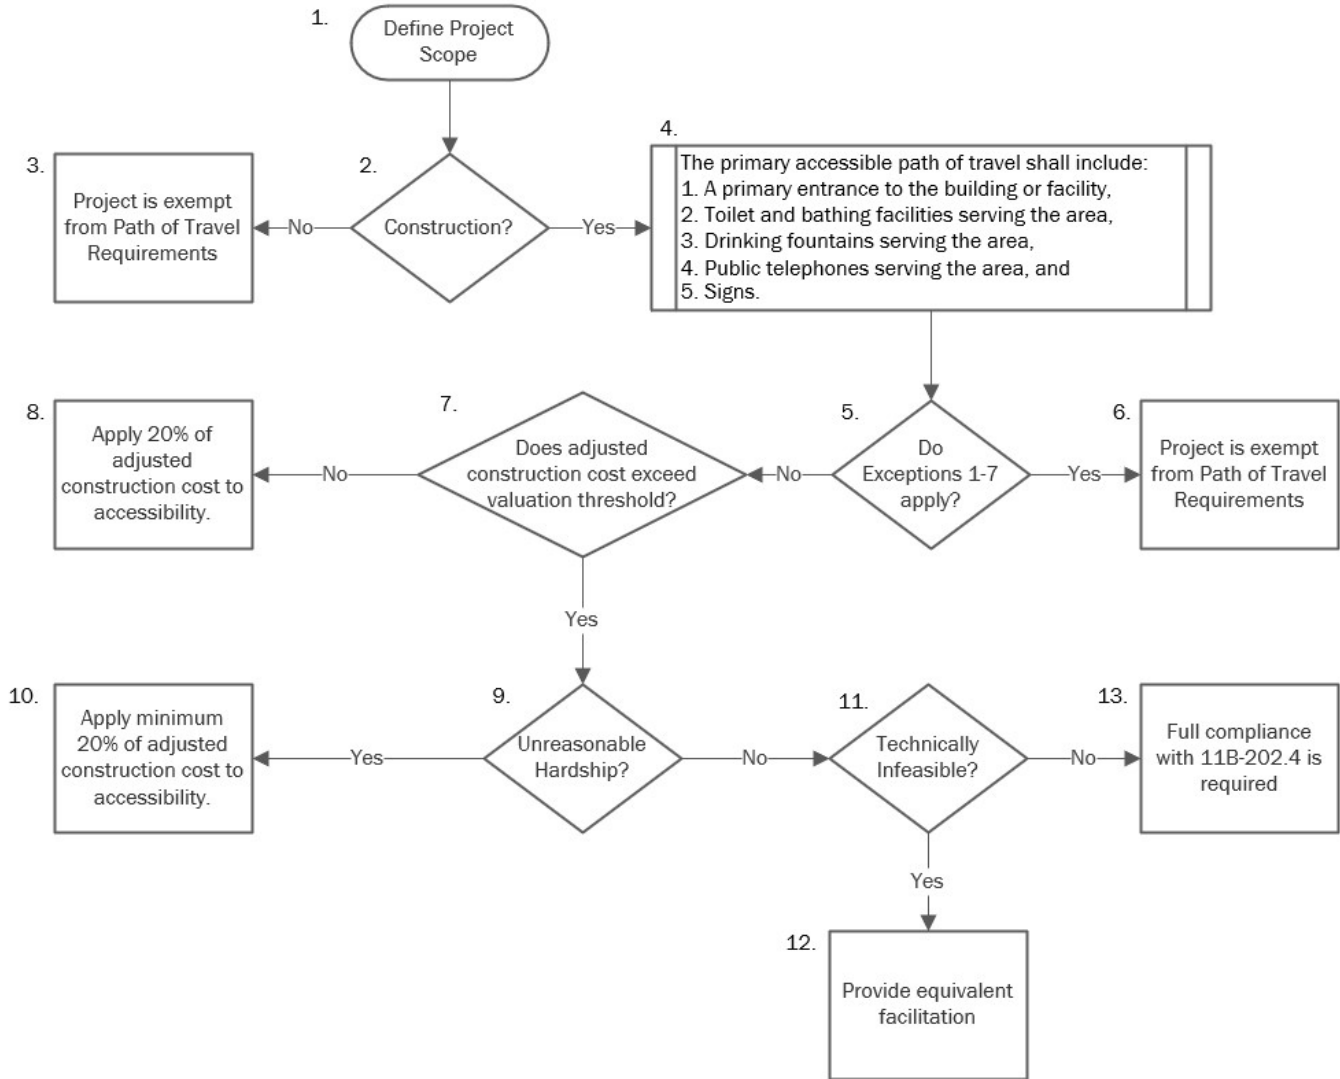 1.
Define Project
Scope
2.
Construction?
No
Yes
3.
Project is exempt
from Path of Travel
Requirements
4.
The primary accessible path of travel shall include:
1. A primary entrance to the building or facility,
2. Toilet and bathing facilities serving the area,
3. Drinking fountains serving the area,
4. Public telephones serving the area, and
5. Signs.
5.
Do
Exceptions 1-7
apply?
Yes
No
6.
Project is exempt
from Path of Travel
Requirements
7.
Does adjusted
construction cost exceed
valuation threshold?
No
Yes
8.
Apply 20% of
adjusted
construction cost to
accessibility.
9.
Unreasonable
Hardship?
Yes
No
10.
Apply minimum
20% of adjusted
construction cost to
accessibility.
11.
Technically
Infeasible?
No
Yes
12.
Provide equivalent
facilitation
13.
Full compliance
with 11B-202.4 is
required